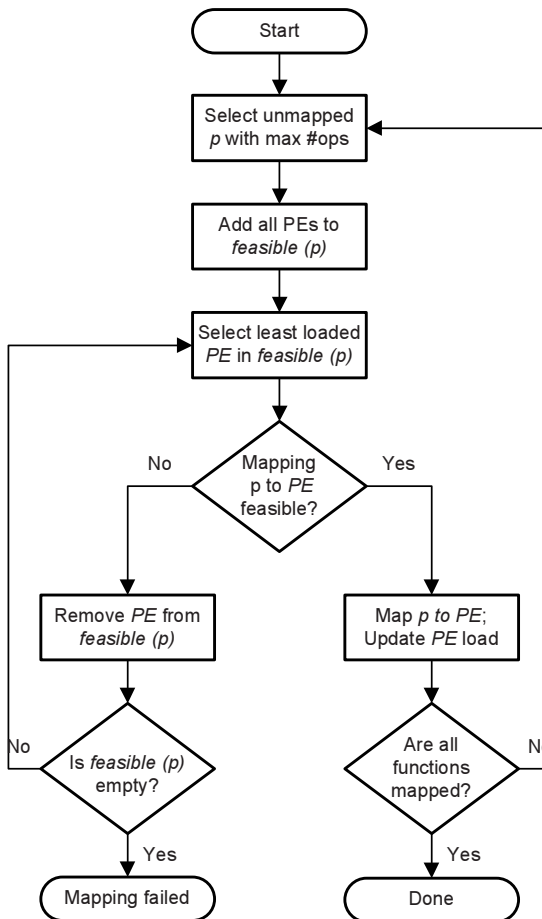 Start
Select unmapped
p with max #ops
Add all PEs to
feasible (p)
Select least loaded
PE in feasible (p)
No
Yes
Mapping
p to PE
feasible?
Remove PE from
feasible (p)
Map p to PE;
Update PE load
No
Is feasible (p)
empty?
Are all
functions
mapped?
Yes
Yes
Mapping failed
Done